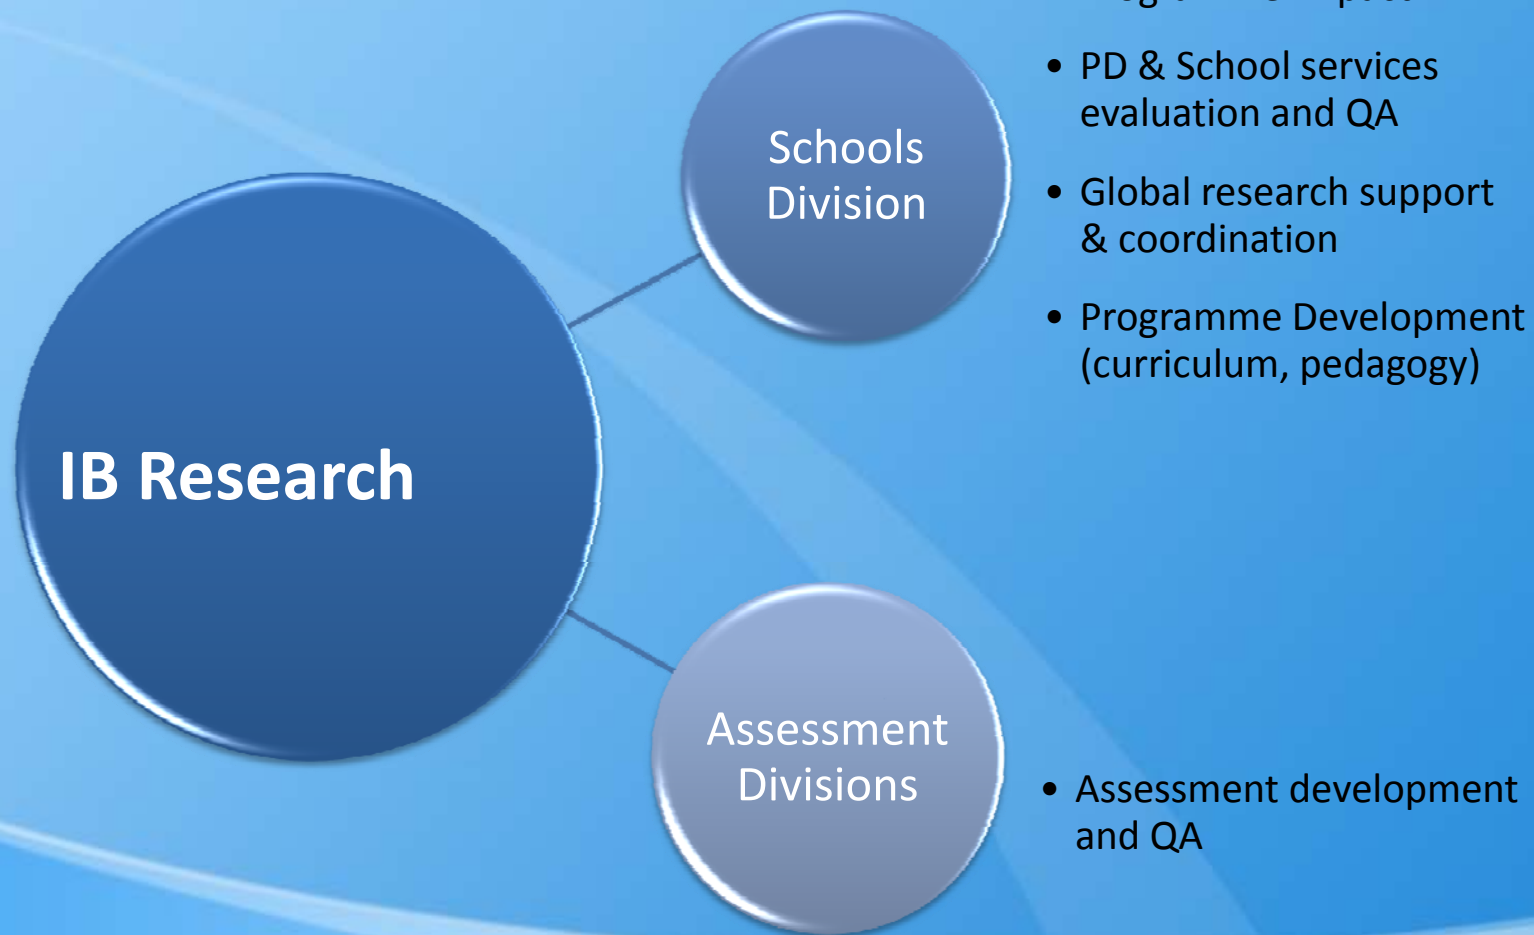 • PD & School services
evaluation and QA
Schools
Division
• Global research support
& coordination
• Programme Development
(curriculum, pedagogy)
IB Research
Assessment
Divisions
• Assessment development
and QA